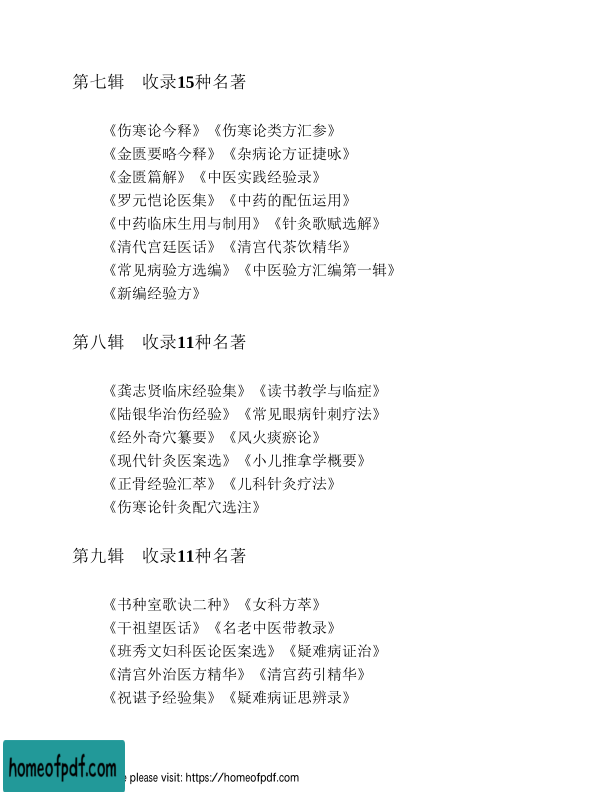 第七辑　收录15种名著
《伤寒论今释》《伤寒论类方汇参》
《金匮要略今释》《杂病论方证捷咏》
《金匮篇解》《中医实践经验录》
《罗元恺论医集》《中药的配伍运用》
《中药临床生用与制用》《针灸歌赋选解》
《清代宫廷医话》《清宫代茶饮精华》
《常见病验方选编》《中医验方汇编第一辑》
《新编经验方》
第八辑　收录11种名著
《龚志贤临床经验集》《读书教学与临症》
《陆银华治伤经验》《常见眼病针刺疗法》
《经外奇穴纂要》《风火痰瘀论》
《现代针灸医案选》《小儿推拿学概要》
《正骨经验汇萃》《儿科针灸疗法》
《伤寒论针灸配穴选注》
第九辑　收录11种名著
《书种室歌诀二种》《女科方萃》
《干祖望医话》《名老中医带教录》
《班秀文妇科医论医案选》《疑难病证治》
《清宫外治医方精华》《清宫药引精华》
《祝谌予经验集》《疑难病证思辨录》
homeofpdf.com
please visit: https://homeofpdf.com